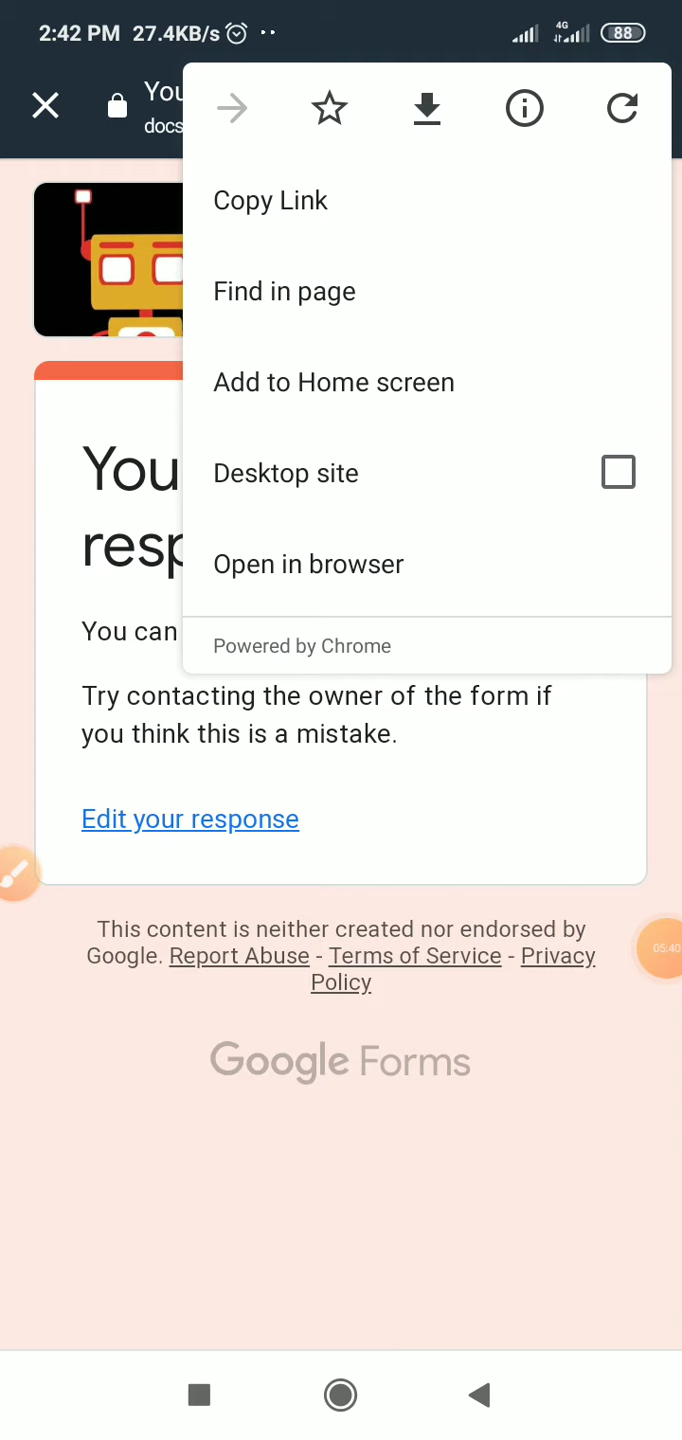 2:42 PM 27.4KB/s
4G
88
You
docs
Copy Link
Find in page
Add to Home screen
Desktop site
Open in browser
Powered by Chrome
You
resp
You can
Try contacting the owner of the form if
you think this is a mistake.
Edit your response
05:40
This content is neither created nor endorsed by
Google. Report Abuse - Terms of Service - Privacy
Policy
Google Forms